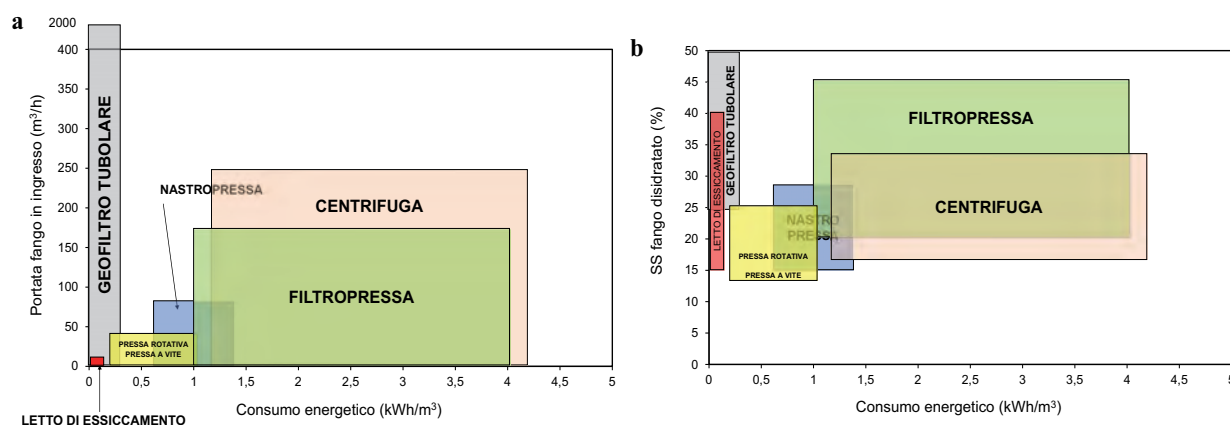 a
2000
400
350
300
250
200
150
100
50
0
Portata fango in ingresso (m³/h)
GEOFILTRO TUBOLARE
NASTROPRESSA
CENTRIFUGA
FILTROPRESSA
PRESSA ROTATIVA
PRESSA A VITE
0
0,5
1
1,5
2
2,5
3
3,5
4
4,5
5
LETTO DI ESSICCAMENTO
Consumo energetico (kWh/m³)
b
50
45
40
35
30
25
20
15
10
5
0
SS fango disidratato (%)
LETTO DI ESSICCAMENTO
GEOFILTRO TUBOLARE
FILTROPRESSA
CENTRIFUGA
NASTRO
PRESSA
PRESSA ROTATIVA
PRESSA A VITE
0
0,5
1
1,5
2
2,5
3
3,5
4
4,5
5
Consumo energetico (kWh/m³)